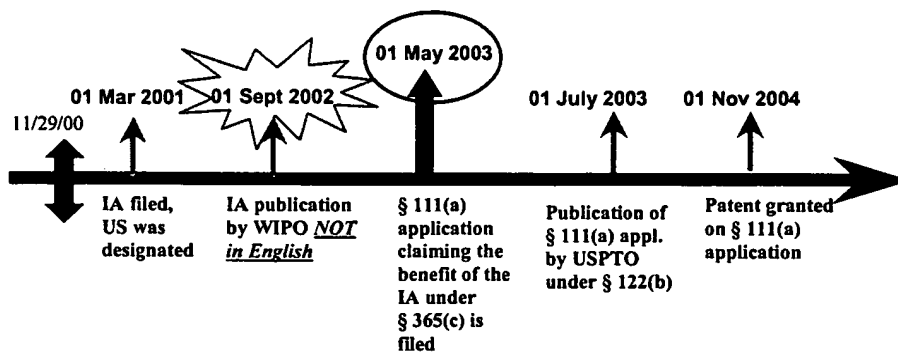 01 May 2003
01 Mar 2001
01 Sept 2002
01 July 2003
01 Nov 2004
11/29/00
IA filed,
US was
designated
IA publication
by WIPO NOT
in English
§ 111(a)
application
claiming the
benefit of the
IA under
§ 365(c) is
filed
Publication of
§ 111(a) appl.
by USPTO
under § 122(b)
Patent granted
on § 111(a)
application